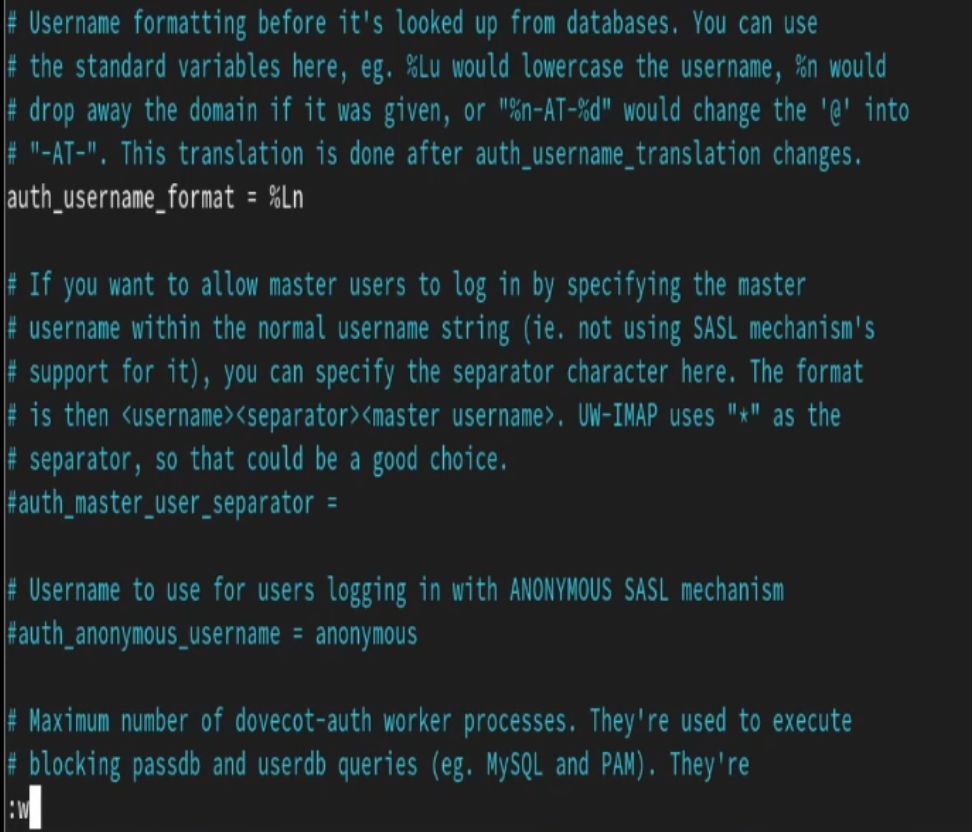 # Username formatting before it's looked up from databases. You can use
# the standard variables here, eg. %Lu would lowercase the username, %n would
# drop away the domain if it was given, or "%n-AT-%d" would change the '@' into
# "-AT-". This translation is done after auth_username_translation changes.
auth_username_format = %Ln
# If you want to allow master users to log in by specifying the master
# username within the normal username string (ie. not using SASL mechanism's
# support for it), you can specify the separator character here. The format
# is then <username><separator><master username>. UW-IMAP uses "*" as the
# separator, so that could be a good choice.
#auth_master_user_separator =
# Username to use for users logging in with ANONYMOUS SASL mechanism
#auth_anonymous_username = anonymous
# Maximum number of dovecot-auth worker processes. They're used to execute
# blocking passdb and userdb queries (eg. MySQL and PAM). They're
:w